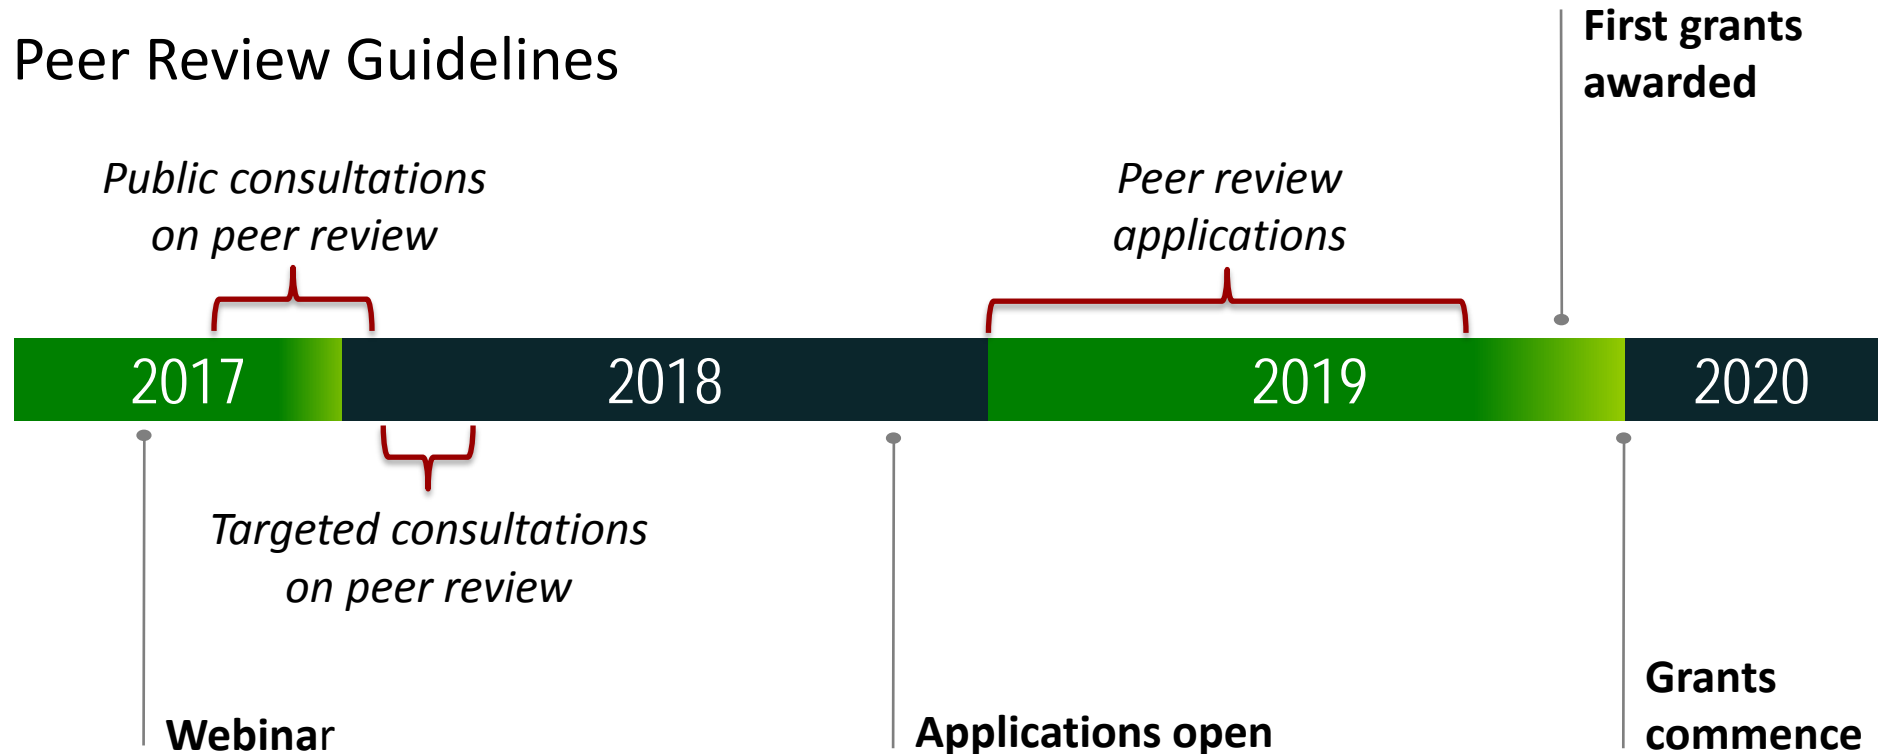 Peer Review Guidelines
First grants
awarded
Public consultations
on peer review
Peer review
applications
2017
2018
2019
2020
Targeted consultations
on peer review
Webinar
Applications open
Grants
commence